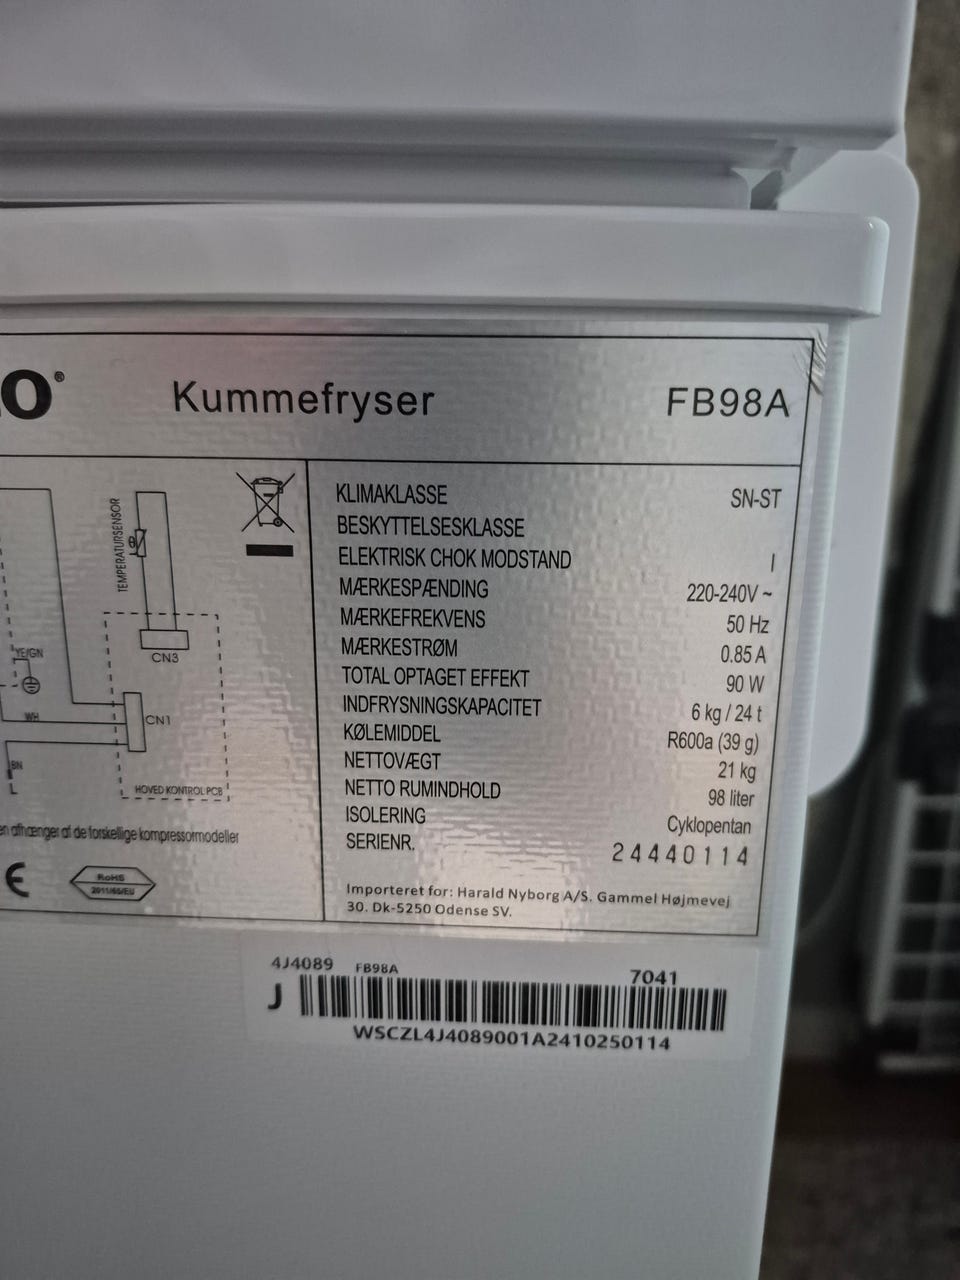 o®
Kummefryser
FB98A
TEMPERATURSENSOR
θ
CN3
YE/GN
WH
CN1
BN
L
HOVED KONTROL PCB
afhænger af de forskellige kompressormodeller
CE
RoHS
2011/65/EU
KLIMAKLASSE SN-ST
BESKYTTELSESKLASSE
ELEKTRISK CHOK MODSTAND I
MÆRKESPÆNDING 220-240V ~
MÆRKEFREKVENS 50 Hz
MÆRKESTRØM 0.85 A
TOTAL OPTAGET EFFEKT 90 W
INDFRYSNINGSKAPACITET 6 kg / 24 t
KØLEMIDDEL R600a (39 g)
NETTOVÆGT 21 kg
NETTO RUMINDHOLD 98 liter
ISOLERING Cyklopentan
SERIENR. 24440114
Importeret for: Harald Nyborg A/S. Gammel Højmevej
30. Dk-5250 Odense SV.
4J4089 FB98A 7041
J
WSCZL4J4089001A2410250114